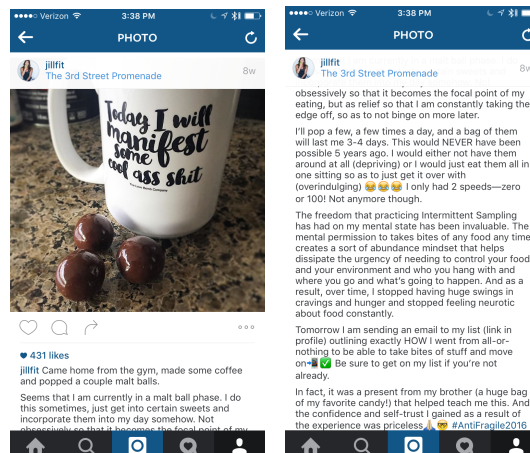 Verizon
3:38 PM
PHOTO
jillfit
The 3rd Street Promenade
8w
Today I will
manifest
some
cool ass shit
431 likes
jillfit Came home from the gym, made some coffee
and popped a couple malt balls.
Seems that I am currently in a malt ball phase. I do
this sometimes, just get into certain sweets and
incorporate them into my day somehow. Not
obsessively so that it becomes the focal point of my
Verizon
3:38 PM
PHOTO
jillfit
The 3rd Street Promenade
8w
obsessively so that it becomes the focal point of my
eating, but as relief so that I am constantly taking the
edge off, so as to not binge on more later.
I'll pop a few, a few times a day, and a bag of them
will last me 3-4 days. This would NEVER have been
possible 5 years ago. I would either not have them
around at all (depriving) or I would just eat them all in
one sitting so as to just get it over with
(overindulging) 😂😂😂 I only had 2 speeds—zero
or 100! Not anymore though.
The freedom that practicing Intermittent Sampling
has had on my mental state has been invaluable. The
mental permission to takes bites of any food any time
creates a sort of abundance mindset that helps
dissipate the urgency of needing to control your food
and your environment and who you hang with and
where you go and what's going to happen. And as a
result, over time, I stopped having huge swings in
cravings and hunger and stopped feeling neurotic
about food constantly.
Tomorrow I am sending an email to my list (link in
profile) outlining exactly HOW I went from all-or-
nothing to be able to take bites of stuff and move
on📲✅ Be sure to get on my list if you're not
already.
In fact, it was a present from my brother (a huge bag
of my favorite candy!) that helped teach me this. And
the confidence and self-trust I gained as a result of
the experience was priceless🙏🤓 #AntiFragile2016